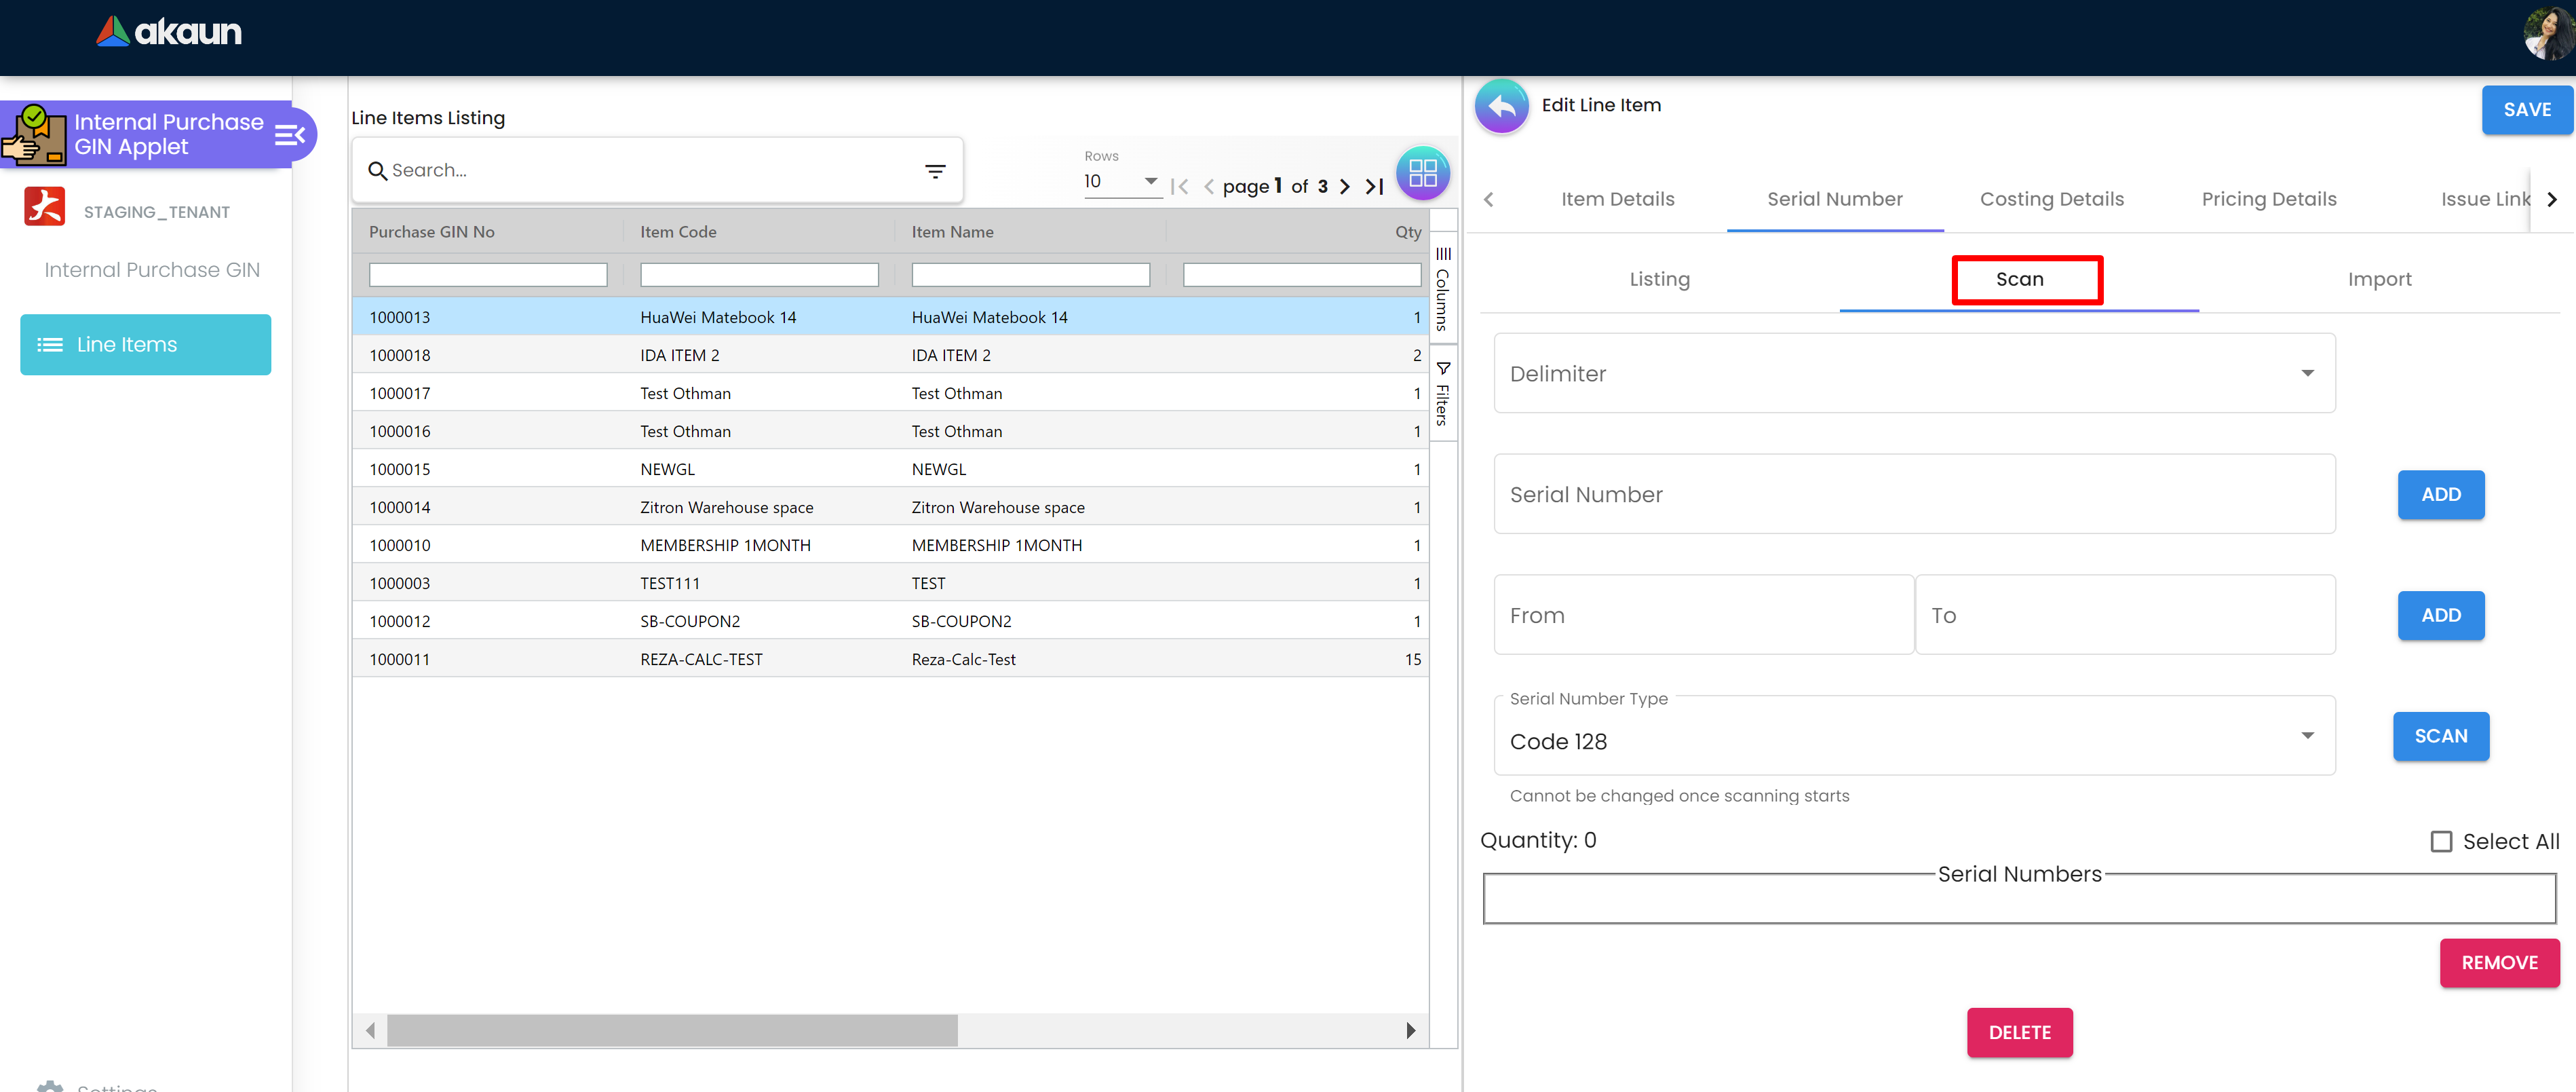 akaun
Internal Purchase
GIN Applet
STAGING_TENANT
Internal Purchase GIN
Line Items
Settings
Line Items Listing
Search...
Rows
10
page 1 of 3
Purchase GIN No Item Code Item Name Qty
1000013 HuaWei Matebook 14 HuaWei Matebook 14 1
1000018 IDA ITEM 2 IDA ITEM 2 2
1000017 Test Othman Test Othman 1
1000016 Test Othman Test Othman 1
1000015 NEWGL NEWGL 1
1000014 Zitron Warehouse space Zitron Warehouse space 1
1000010 MEMBERSHIP 1MONTH MEMBERSHIP 1MONTH 1
1000003 TEST111 TEST 1
1000012 SB-COUPON2 SB-COUPON2 1
1000011 REZA-CALC-TEST Reza-Calc-Test 15
Columns
Filters
Edit Line Item
SAVE
Item Details Serial Number Costing Details Pricing Details Issue Link
Listing Scan Import
Delimiter
Serial Number ADD
From To ADD
Serial Number Type
Code 128 SCAN
Cannot be changed once scanning starts
Quantity: 0 Select All
Serial Numbers
REMOVE
DELETE